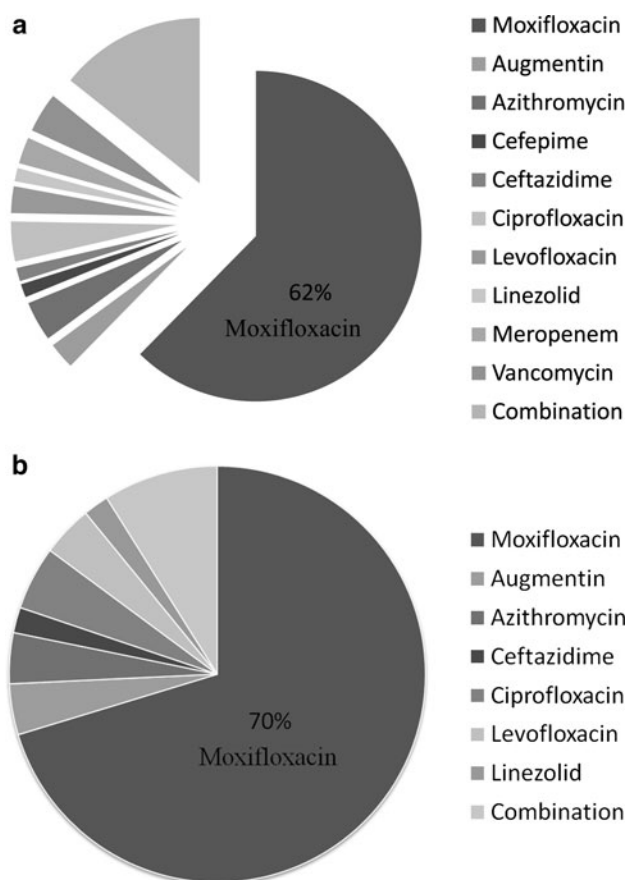 a
62%
Moxifloxacin
Moxifloxacin
Augmentin
Azithromycin
Cefepime
Ceftazidime
Ciprofloxacin
Levofloxacin
Linezolid
Meropenem
Vancomycin
Combination
b
70%
Moxifloxacin
Moxifloxacin
Augmentin
Azithromycin
Ceftazidime
Ciprofloxacin
Levofloxacin
Linezolid
Combination